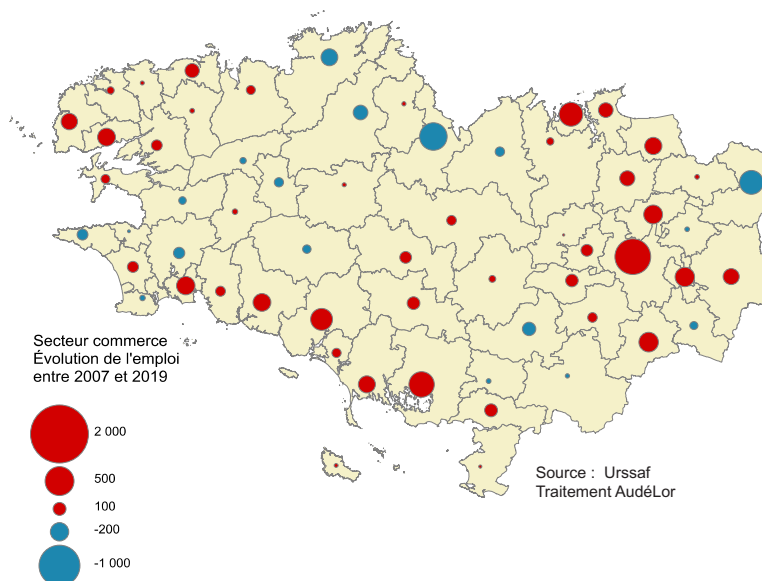 Secteur commerce
Évolution de l'emploi
entre 2007 et 2019
2 000
500
100
-200
-1 000
Source : Urssaf
Traitement AudéLor